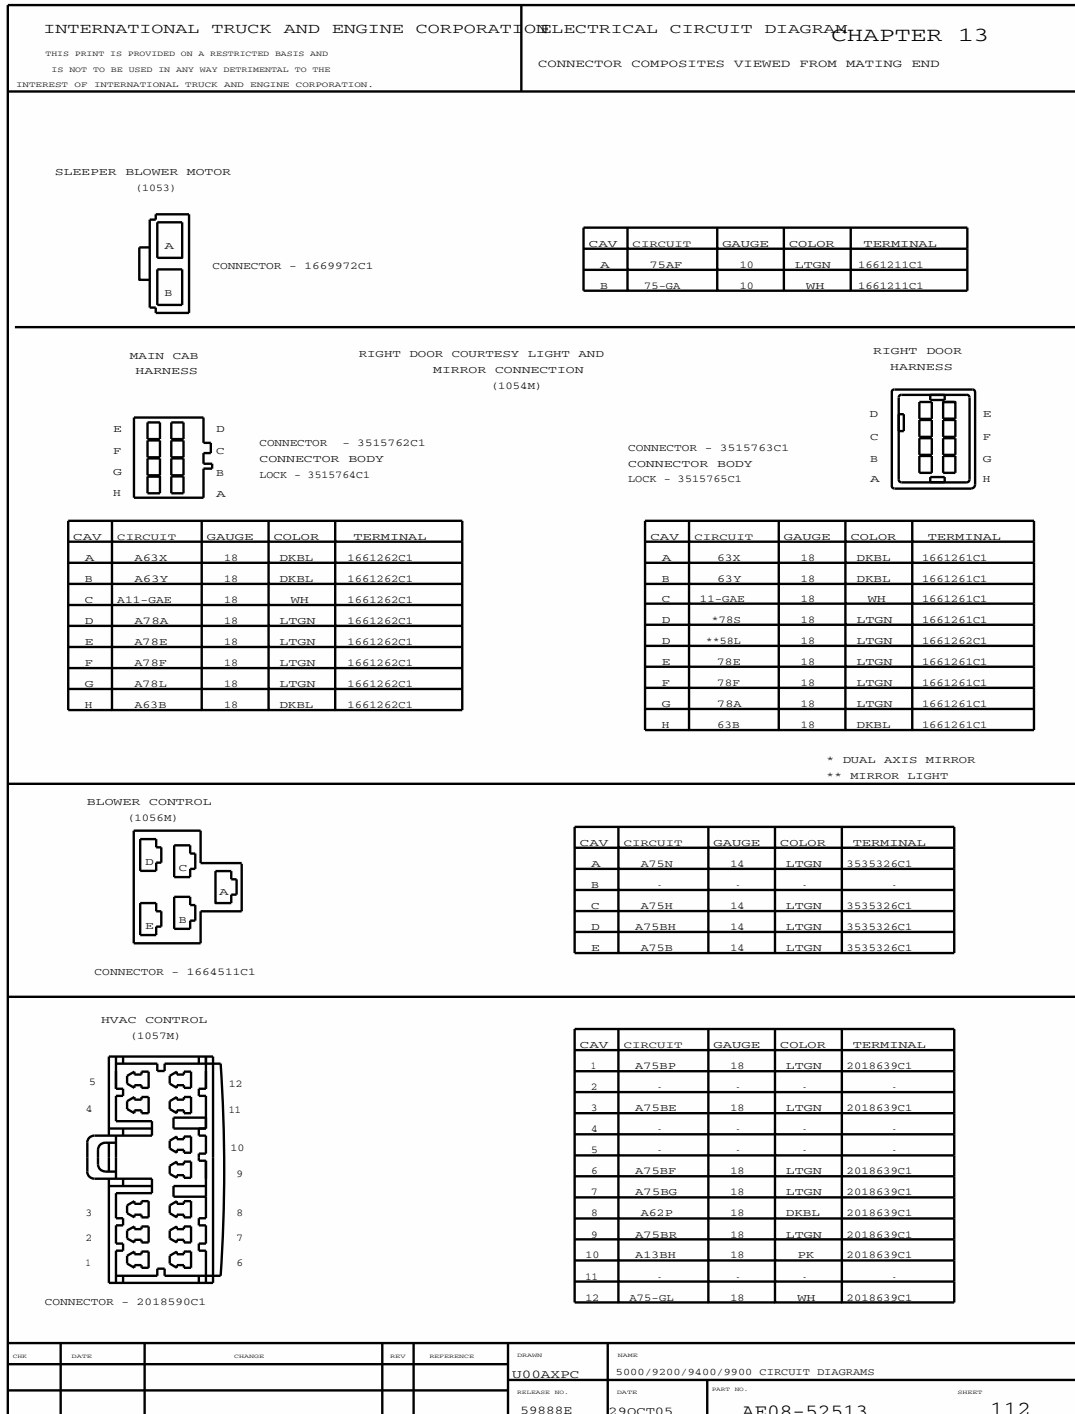 INTERNATIONAL TRUCK AND ENGINE CORPORATION
THIS PRINT IS PROVIDED ON A RESTRICTED BASIS AND
IS NOT TO BE USED IN ANY WAY DETRIMENTAL TO THE
INTEREST OF INTERNATIONAL TRUCK AND ENGINE CORPORATION.
ELECTRICAL CIRCUIT DIAGRAM
CHAPTER 13
CONNECTOR COMPOSITES VIEWED FROM MATING END
SLEEPER BLOWER MOTOR
(1053)
A
B
CONNECTOR - 1669972C1
CAV CIRCUIT GAUGE COLOR TERMINAL
A 75AF 10 LTGN 1661211C1
B 75-GA 10 WH 1661211C1
MAIN CAB
HARNESS
RIGHT DOOR COURTESY LIGHT AND
MIRROR CONNECTION
(1054M)
RIGHT DOOR
HARNESS
E D
F C
G B
H A
CONNECTOR - 3515762C1
CONNECTOR BODY
LOCK - 3515764C1
CONNECTOR - 3515763C1
CONNECTOR BODY
LOCK - 3515765C1
D E
C F
B G
A H
CAV CIRCUIT GAUGE COLOR TERMINAL
A A63X 18 DKBL 1661262C1
B A63Y 18 DKBL 1661262C1
C A11-GAE 18 WH 1661262C1
D A78A 18 LTGN 1661262C1
E A78E 18 LTGN 1661262C1
F A78F 18 LTGN 1661262C1
G A78L 18 LTGN 1661262C1
H A63B 18 DKBL 1661262C1
CAV CIRCUIT GAUGE COLOR TERMINAL
A 63X 18 DKBL 1661261C1
B 63Y 18 DKBL 1661261C1
C 11-GAE 18 WH 1661261C1
D *78S 18 LTGN 1661261C1
D **58L 18 LTGN 1661262C1
E 78E 18 LTGN 1661261C1
F 78F 18 LTGN 1661261C1
G 78A 18 LTGN 1661261C1
H 63B 18 DKBL 1661261C1
* DUAL AXIS MIRROR
** MIRROR LIGHT
BLOWER CONTROL
(1056M)
D
C
A
E
B
CONNECTOR - 1664511C1
CAV CIRCUIT GAUGE COLOR TERMINAL
A A75N 14 LTGN 3535326C1
B - - - -
C A75H 14 LTGN 3535326C1
D A75BH 14 LTGN 3535326C1
E A75B 14 LTGN 3535326C1
HVAC CONTROL
(1057M)
5 12
4 11
10
9
3 8
2 7
1 6
CONNECTOR - 2018590C1
CAV CIRCUIT GAUGE COLOR TERMINAL
1 A75BP 18 LTGN 2018639C1
2 - - - -
3 A75BE 18 LTGN 2018639C1
4 - - - -
5 - - - -
6 A75BF 18 LTGN 2018639C1
7 A75BG 18 LTGN 2018639C1
8 A62P 18 DKBL 2018639C1
9 A75BR 18 LTGN 2018639C1
10 A13BH 18 PK 2018639C1
11 - - - -
12 A75-GL 18 WH 2018639C1
CHK DATE CHANGE REV REFERENCE
DRAWN
U00AXPC
NAME
5000/9200/9400/9900 CIRCUIT DIAGRAMS
RELEASE NO.
59888E
DATE
29OCT05
PART NO.
AE08-52513
SHEET
112